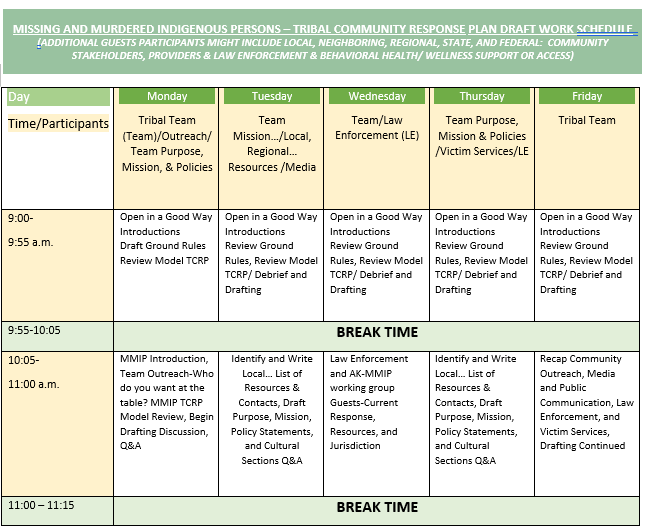 MISSING AND MURDERED INDIGENOUS PERSONS – TRIBAL COMMUNITY RESPONSE PLAN DRAFT WORK SCHEDULE
(ADDITIONAL GUESTS PARTICIPANTS MIGHT INCLUDE LOCAL, NEIGHBORING, REGIONAL, STATE, AND FEDERAL: COMMUNITY
STAKEHOLDERS, PROVIDERS & LAW ENFORCEMENT & BEHAVIORAL HEALTH/ WELLNESS SUPPORT OR ACCESS)
Day
Time/Participants
Monday
Tribal Team
(Team)/Outreach/
Team Purpose,
Mission, & Policies
Tuesday
Team
Mission.../Local,
Regional...
Resources /Media
Wednesday
Team/Law
Enforcement (LE)
Thursday
Team Purpose,
Mission & Policies
/Victim Services/LE
Friday
Tribal Team
9:00-
9:55 a.m.
Open in a Good Way
Introductions
Draft Ground Rules
Review Model TCRP
Open in a Good Way
Introductions
Review Ground
Rules, Review Model
TCRP/ Debrief and
Drafting
Open in a Good Way
Introductions
Review Ground
Rules, Review Model
TCRP/ Debrief and
Drafting
Open in a Good Way
Introductions
Review Ground
Rules, Review Model
TCRP/ Debrief and
Drafting
Open in a Good Way
Introductions
Review Ground
Rules, Review Model
TCRP/ Debrief and
Drafting
9:55-10:05
BREAK TIME
10:05-
11:00 a.m.
MMIP Introduction,
Team Outreach-Who
do you want at the
table? MMIP TCRP
Model Review, Begin
Drafting Discussion,
Q&A
Identify and Write
Local... List of
Resources &
Contacts, Draft
Purpose, Mission,
Policy Statements,
and Cultural
Sections Q&A
Law Enforcement
and AK-MMIP
working group
Guests-Current
Response,
Resources, and
Jurisdiction
Identify and Write
Local... List of
Resources &
Contacts, Draft
Purpose, Mission,
Policy Statements,
and Cultural
Sections Q&A
Recap Community
Outreach, Media
and Public
Communication, Law
Enforcement, and
Victim Services,
Drafting Continued
11:00 – 11:15
BREAK TIME